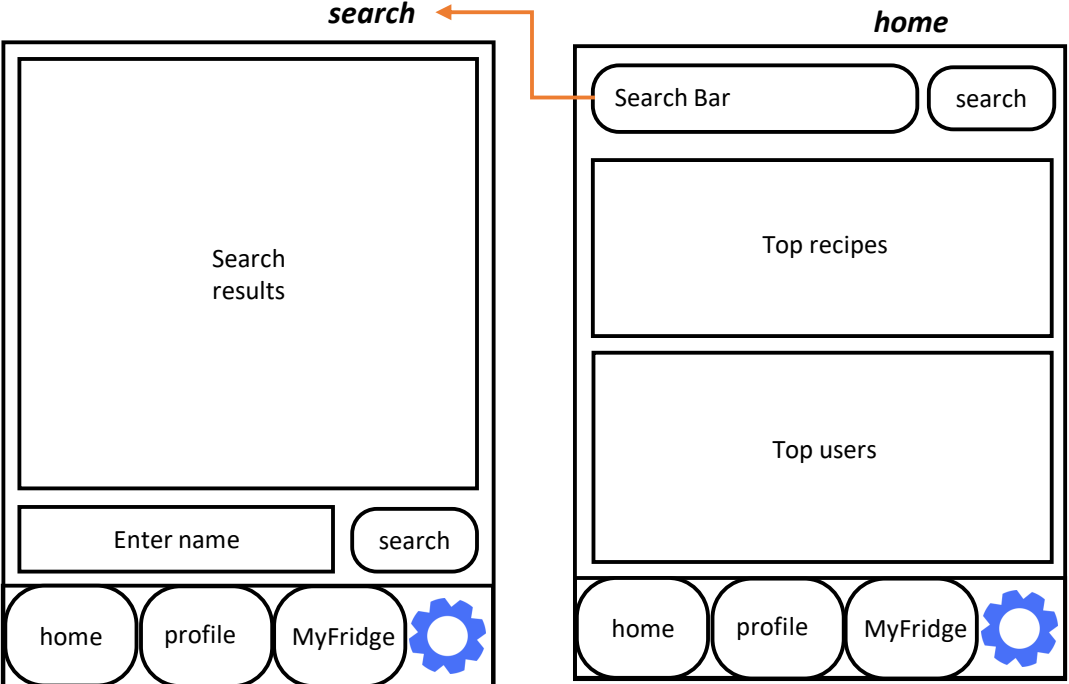 search
Search
results
Enter name
search
home
profile
MyFridge
home
Search Bar
search
Top recipes
Top users
home
profile
MyFridge